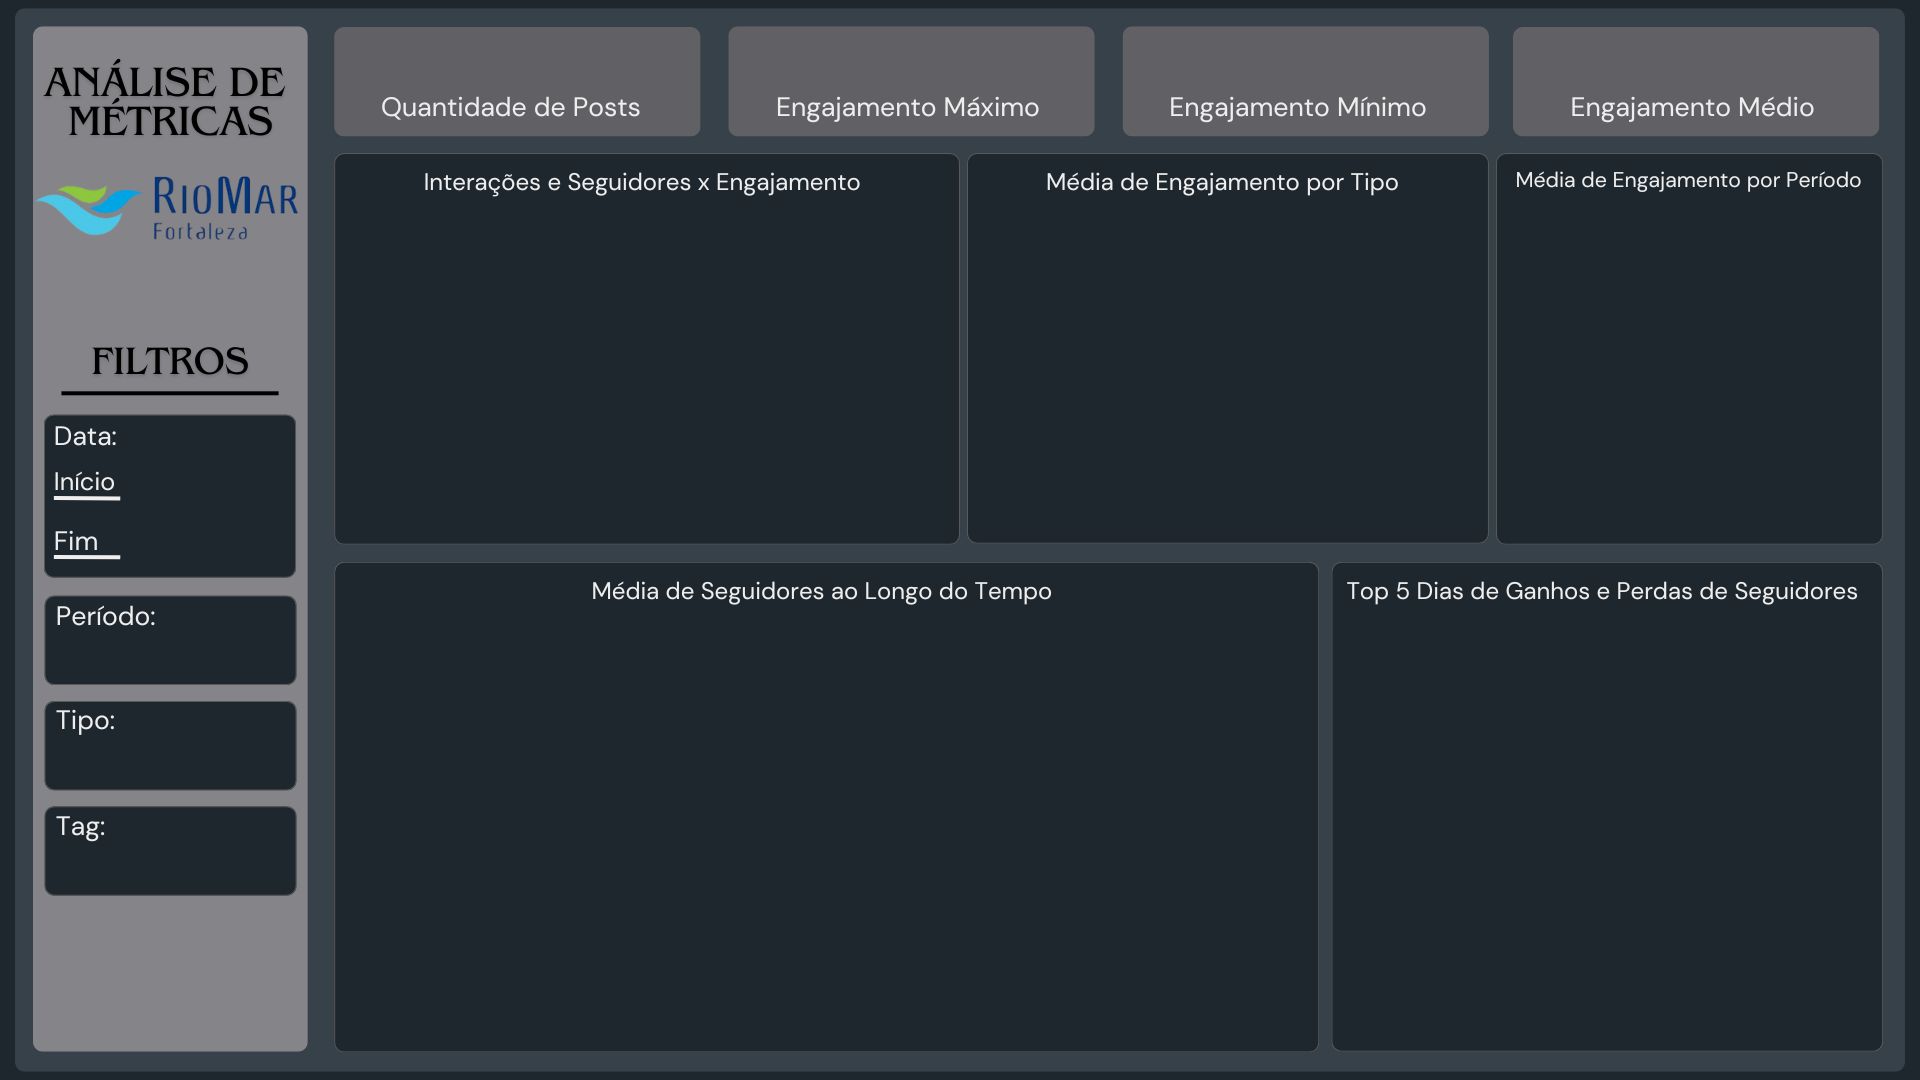 ANÁLISE DE
MÉTRICAS
RIOMAR
Fortaleza
FILTROS
Data:
Início
Fim
Período:
Tipo:
Tag:
Quantidade de Posts
Engajamento Máximo
Engajamento Mínimo
Engajamento Médio
Interações e Seguidores x Engajamento
Média de Engajamento por Tipo
Média de Engajamento por Período
Média de Seguidores ao Longo do Tempo
Top 5 Dias de Ganhos e Perdas de Seguidores